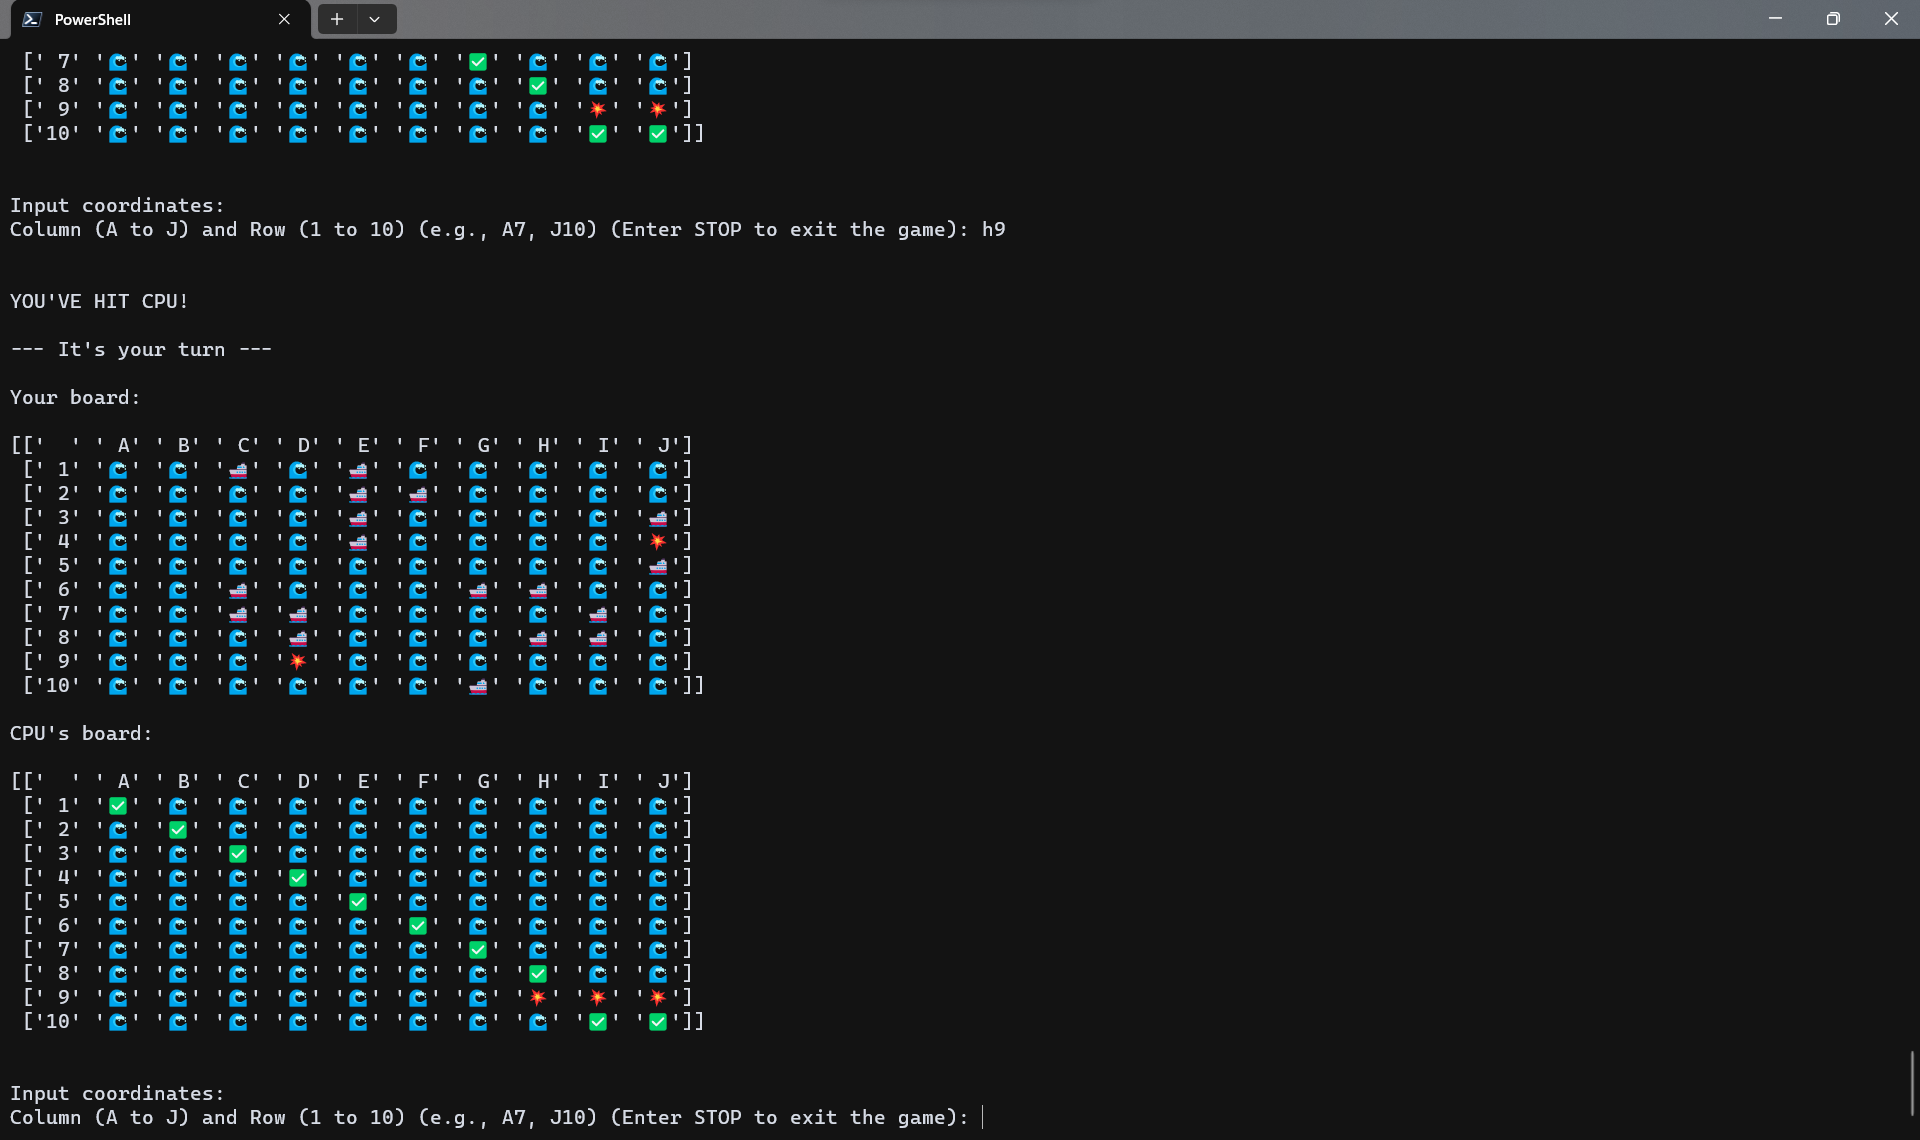 PowerShell
[' 7' '🌊' '🌊' '🌊' '🌊' '🌊' '🌊' '✅' '🌊' '🌊' '🌊']
[' 8' '🌊' '🌊' '🌊' '🌊' '🌊' '🌊' '🌊' '✅' '🌊' '🌊']
[' 9' '🌊' '🌊' '🌊' '🌊' '🌊' '🌊' '🌊' '🌊' '💥' '💥']
['10' '🌊' '🌊' '🌊' '🌊' '🌊' '🌊' '🌊' '🌊' '✅' '✅']]
Input coordinates:
Column (A to J) and Row (1 to 10) (e.g., A7, J10) (Enter STOP to exit the game): h9
YOU'VE HIT CPU!
--- It's your turn ---
Your board:
[['  ' ' A' ' B' ' C' ' D' ' E' ' F' ' G' ' H' ' I' ' J']
[' 1' '🌊' '🌊' '🚢' '🌊' '🚢' '🌊' '🌊' '🌊' '🌊' '🌊']
[' 2' '🌊' '🌊' '🌊' '🌊' '🚢' '🚢' '🌊' '🌊' '🌊' '🌊']
[' 3' '🌊' '🌊' '🌊' '🌊' '🚢' '🌊' '🌊' '🌊' '🌊' '🚢']
[' 4' '🌊' '🌊' '🌊' '🌊' '🚢' '🌊' '🌊' '🌊' '🌊' '💥']
[' 5' '🌊' '🌊' '🌊' '🌊' '🌊' '🌊' '🌊' '🌊' '🌊' '🚢']
[' 6' '🌊' '🌊' '🚢' '🌊' '🌊' '🌊' '🚢' '🚢' '🌊' '🌊']
[' 7' '🌊' '🌊' '🚢' '🚢' '🌊' '🌊' '🌊' '🌊' '🚢' '🌊']
[' 8' '🌊' '🌊' '🌊' '🚢' '🌊' '🌊' '🌊' '🚢' '🚢' '🌊']
[' 9' '🌊' '🌊' '🌊' '💥' '🌊' '🌊' '🌊' '🌊' '🌊' '🌊']
['10' '🌊' '🌊' '🌊' '🌊' '🌊' '🌊' '🚢' '🌊' '🌊' '🌊']]
CPU's board:
[['  ' ' A' ' B' ' C' ' D' ' E' ' F' ' G' ' H' ' I' ' J']
[' 1' '✅' '🌊' '🌊' '🌊' '🌊' '🌊' '🌊' '🌊' '🌊' '🌊']
[' 2' '🌊' '✅' '🌊' '🌊' '🌊' '🌊' '🌊' '🌊' '🌊' '🌊']
[' 3' '🌊' '🌊' '✅' '🌊' '🌊' '🌊' '🌊' '🌊' '🌊' '🌊']
[' 4' '🌊' '🌊' '🌊' '✅' '🌊' '🌊' '🌊' '🌊' '🌊' '🌊']
[' 5' '🌊' '🌊' '🌊' '🌊' '✅' '🌊' '🌊' '🌊' '🌊' '🌊']
[' 6' '🌊' '🌊' '🌊' '🌊' '🌊' '✅' '🌊' '🌊' '🌊' '🌊']
[' 7' '🌊' '🌊' '🌊' '🌊' '🌊' '🌊' '✅' '🌊' '🌊' '🌊']
[' 8' '🌊' '🌊' '🌊' '🌊' '🌊' '🌊' '🌊' '✅' '🌊' '🌊']
[' 9' '🌊' '🌊' '🌊' '🌊' '🌊' '🌊' '🌊' '💥' '💥' '💥']
['10' '🌊' '🌊' '🌊' '🌊' '🌊' '🌊' '🌊' '🌊' '✅' '✅']]
Input coordinates:
Column (A to J) and Row (1 to 10) (e.g., A7, J10) (Enter STOP to exit the game):